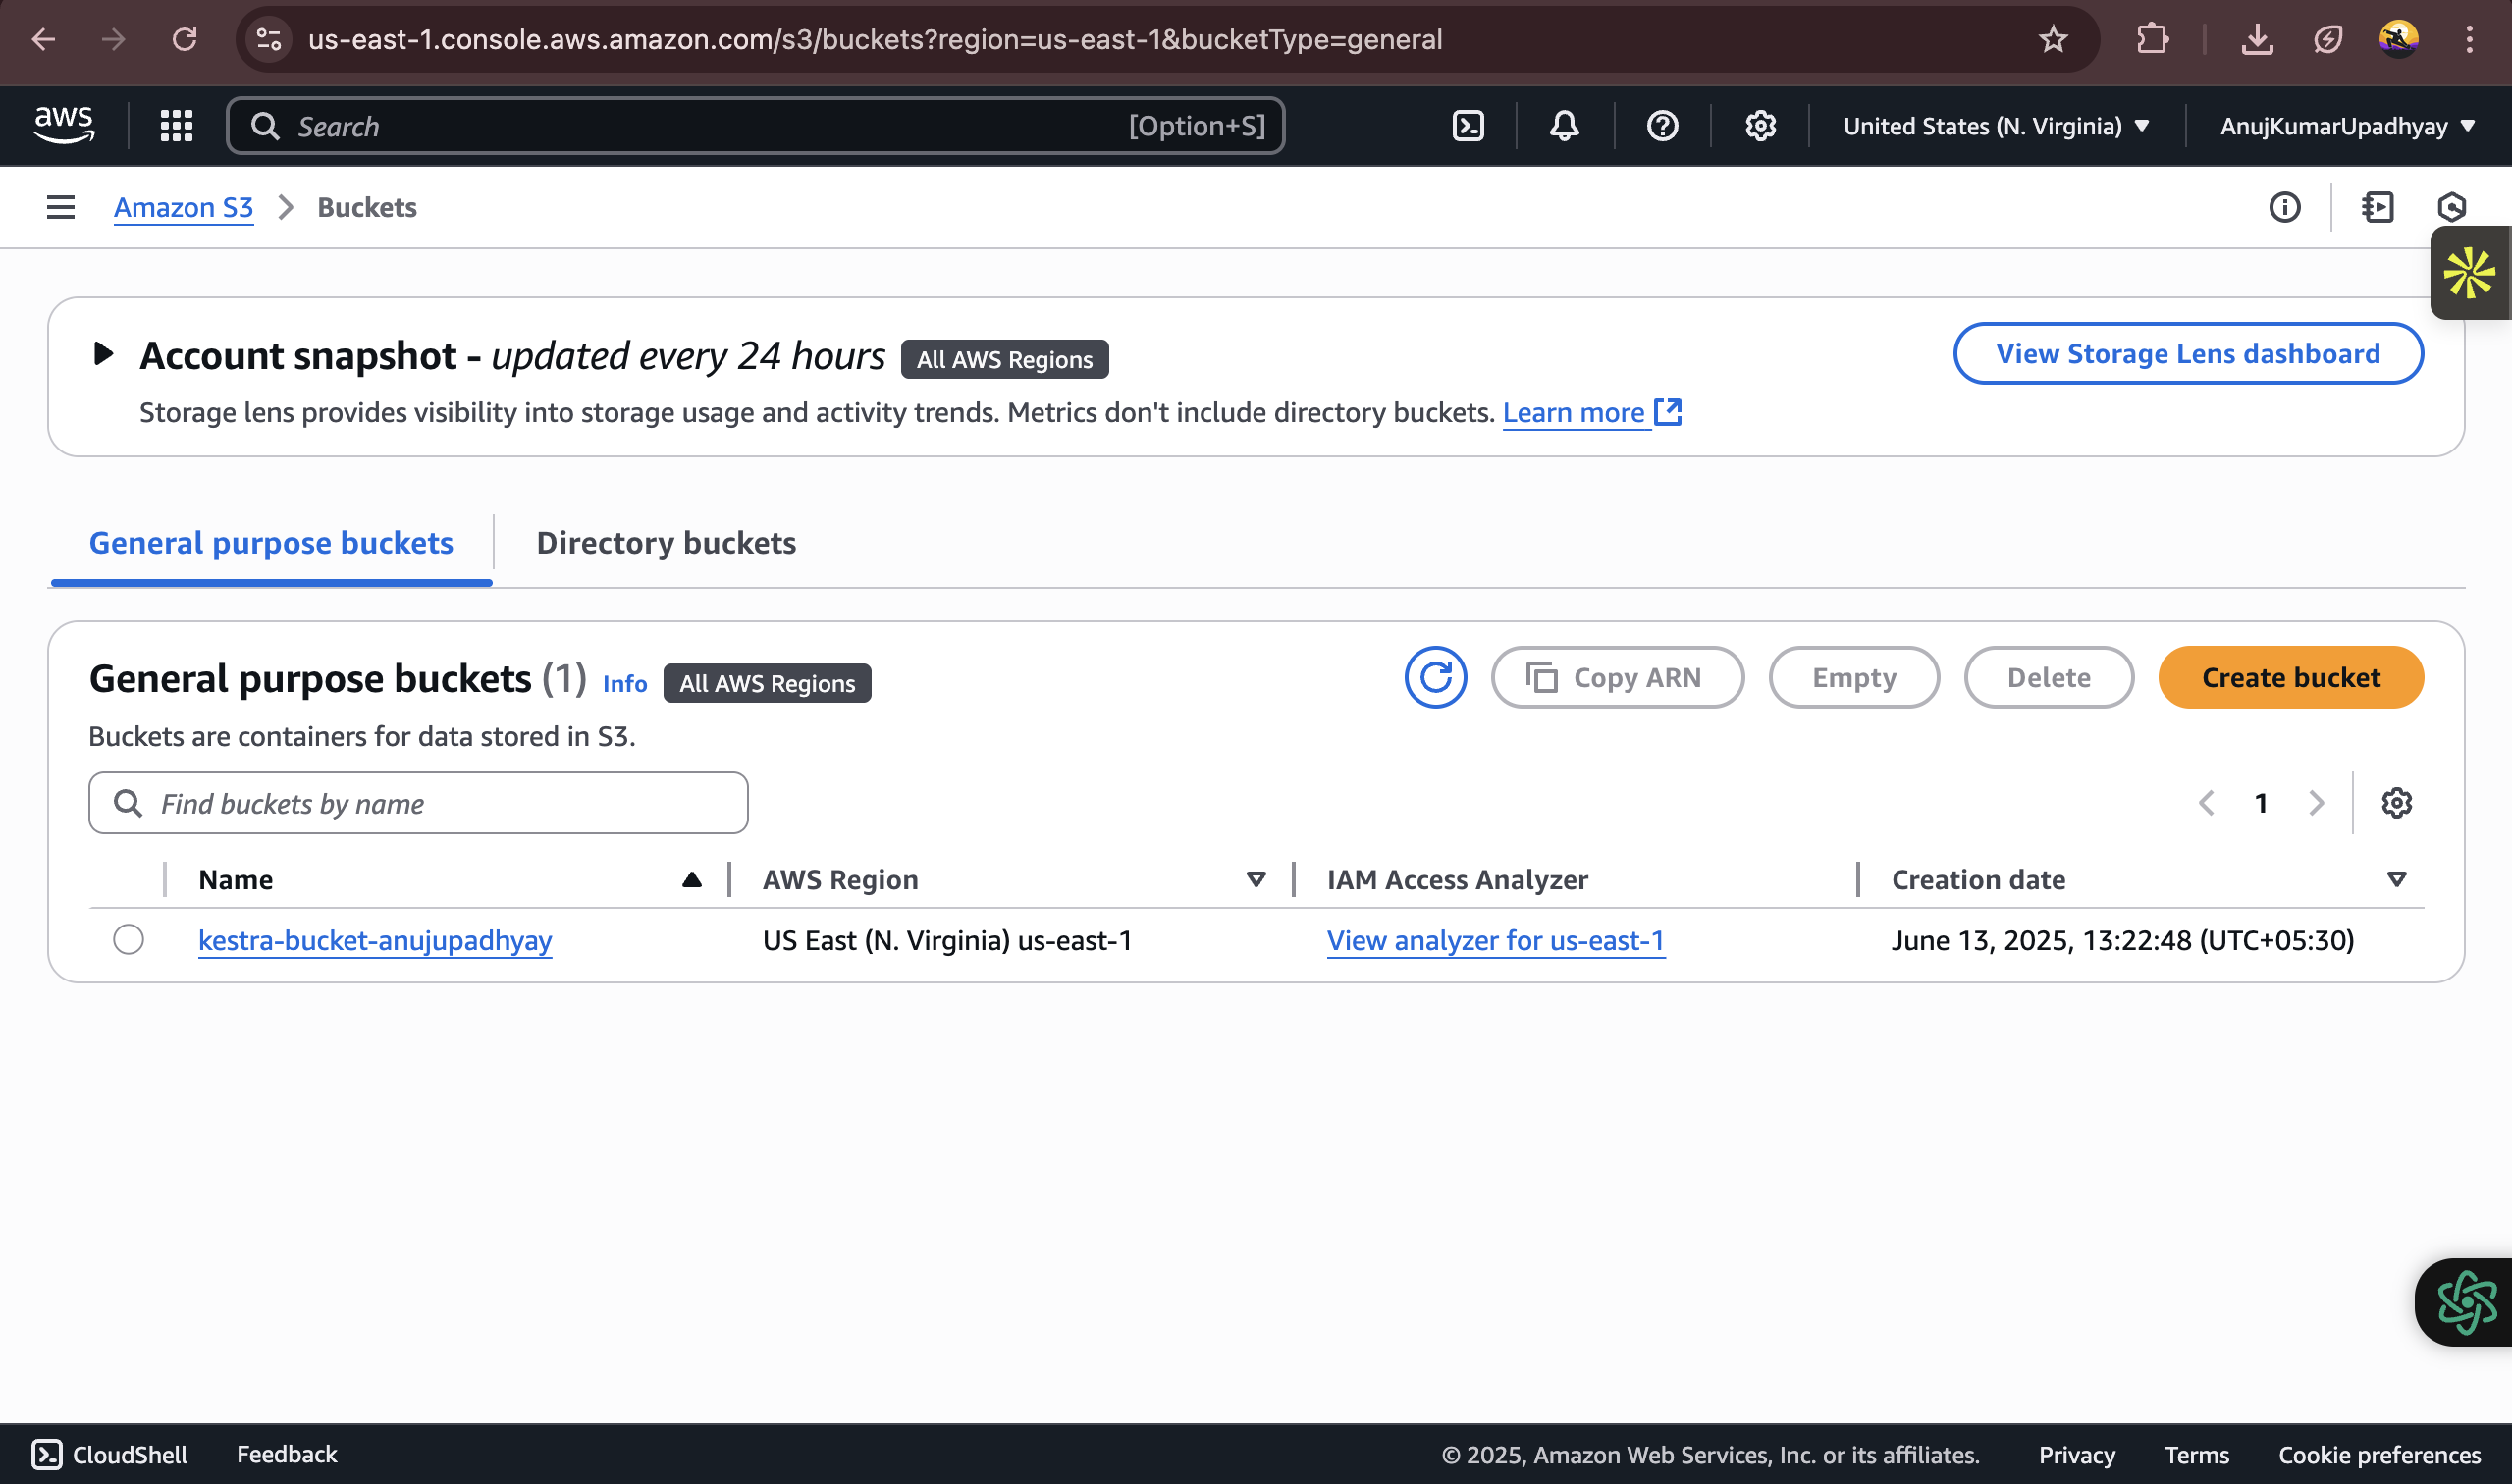 us-east-1.console.aws.amazon.com/s3/buckets?region=us-east-1&bucketType=general
aws
Search [Option+S]
United States (N. Virginia)
AnujKumarUpadhyay
Amazon S3 Buckets
Account snapshot - updated every 24 hours All AWS Regions
View Storage Lens dashboard
Storage lens provides visibility into storage usage and activity trends. Metrics don't include directory buckets. Learn more
General purpose buckets Directory buckets
General purpose buckets (1) Info All AWS Regions
Copy ARN Empty Delete Create bucket
Buckets are containers for data stored in S3.
Find buckets by name
1
Name AWS Region IAM Access Analyzer Creation date
kestra-bucket-anujupadhyay US East (N. Virginia) us-east-1 View analyzer for us-east-1 June 13, 2025, 13:22:48 (UTC+05:30)
CloudShell Feedback © 2025, Amazon Web Services, Inc. or its affiliates. Privacy Terms Cookie preferences